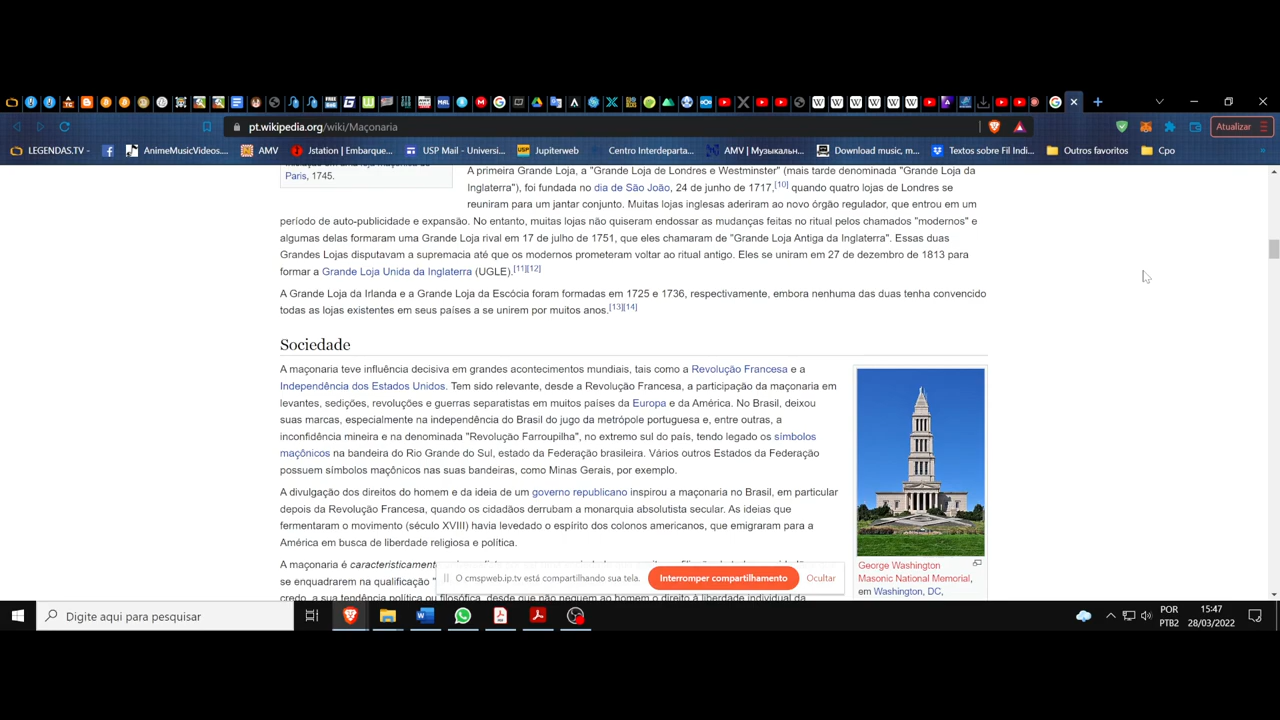 pt.wikipedia.org/wiki/Maçonaria
Atualizar
LEGENDAS.TV -
AnimeMusicVideos...
AMV
Jstation | Embarque...
USP Mail - Universi...
Jupiterweb
Centro Interdeparta...
AMV | Музыкальн...
Download music, m...
Textos sobre Fil Indi...
Outros favoritos
Cpo
Paris, 1745.
A primeira Grande Loja, a "Grande Loja de Londres e Westminster" (mais tarde denominada "Grande Loja da
Inglaterra"), foi fundada no dia de São João, 24 de junho de 1717,[10] quando quatro lojas de Londres se
reuniram para um jantar conjunto. Muitas lojas inglesas aderiram ao novo órgão regulador, que entrou em um
período de auto-publicidade e expansão. No entanto, muitas lojas não quiseram endossar as mudanças feitas no ritual pelos chamados "modernos" e
algumas delas formaram uma Grande Loja rival em 17 de julho de 1751, que eles chamaram de "Grande Loja Antiga da Inglaterra". Essas duas
Grandes Lojas disputavam a supremacia até que os modernos prometeram voltar ao ritual antigo. Eles se uniram em 27 de dezembro de 1813 para
formar a Grande Loja Unida da Inglaterra (UGLE).[11][12]
A Grande Loja da Irlanda e a Grande Loja da Escócia foram formadas em 1725 e 1736, respectivamente, embora nenhuma das duas tenha convencido
todas as lojas existentes em seus países a se unirem por muitos anos.[13][14]
Sociedade
A maçonaria teve influência decisiva em grandes acontecimentos mundiais, tais como a Revolução Francesa e a
Independência dos Estados Unidos. Tem sido relevante, desde a Revolução Francesa, a participação da maçonaria em
levantes, sedições, revoluções e guerras separatistas em muitos países da Europa e da América. No Brasil, deixou
suas marcas, especialmente na independência do Brasil do jugo da metrópole portuguesa e, entre outras, a
inconfidência mineira e na denominada "Revolução Farroupilha", no extremo sul do país, tendo legado os símbolos
maçônicos na bandeira do Rio Grande do Sul, estado da Federação brasileira. Vários outros Estados da Federação
possuem símbolos maçônicos nas suas bandeiras, como Minas Gerais, por exemplo.
A divulgação dos direitos do homem e da ideia de um governo republicano inspirou a maçonaria no Brasil, em particular
depois da Revolução Francesa, quando os cidadãos derrubam a monarquia absolutista secular. As ideias que
fermentaram o movimento (século XVIII) havia levedado o espírito dos colonos americanos, que emigraram para a
América em busca de liberdade religiosa e política.
A maçonaria é característicamente
se enquadrarem na qualificação "
credo, a sua tendência política ou filosófica, desde que não neguem ao homem o direito à liberdade individual da
George Washington
Masonic National Memorial,
em Washington, DC,
O cmspweb.ip.tv está compartilhando sua tela.
Interromper compartilhamento
Ocultar
Digite aqui para pesquisar
POR
PTB2
15:47
28/03/2022